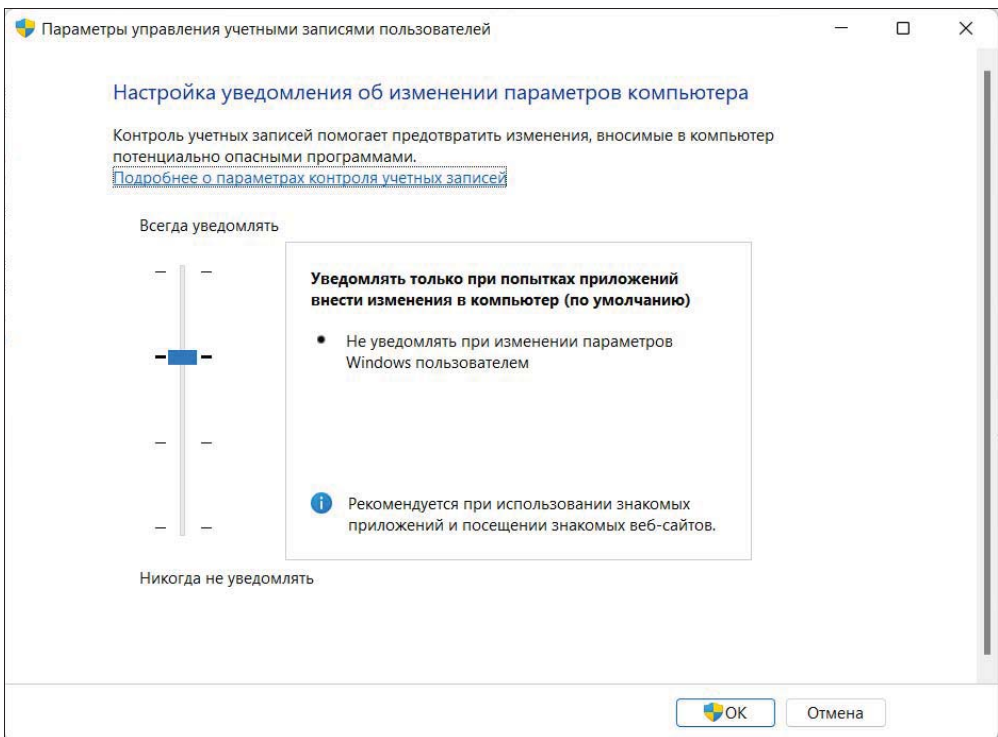 Параметры управления учетными записями пользователей
Настройка уведомления об изменении параметров компьютера
Контроль учетных записей помогает предотвратить изменения, вносимые в компьютер
потенциально опасными программами.
Подробнее о параметрах контроля учетных записей
Всегда уведомлять
Уведомлять только при попытках приложений
внести изменения в компьютер (по умолчанию)
Не уведомлять при изменении параметров
Windows пользователем
Рекомендуется при использовании знакомых
приложений и посещении знакомых веб-сайтов.
Никогда не уведомлять
ОК
Отмена